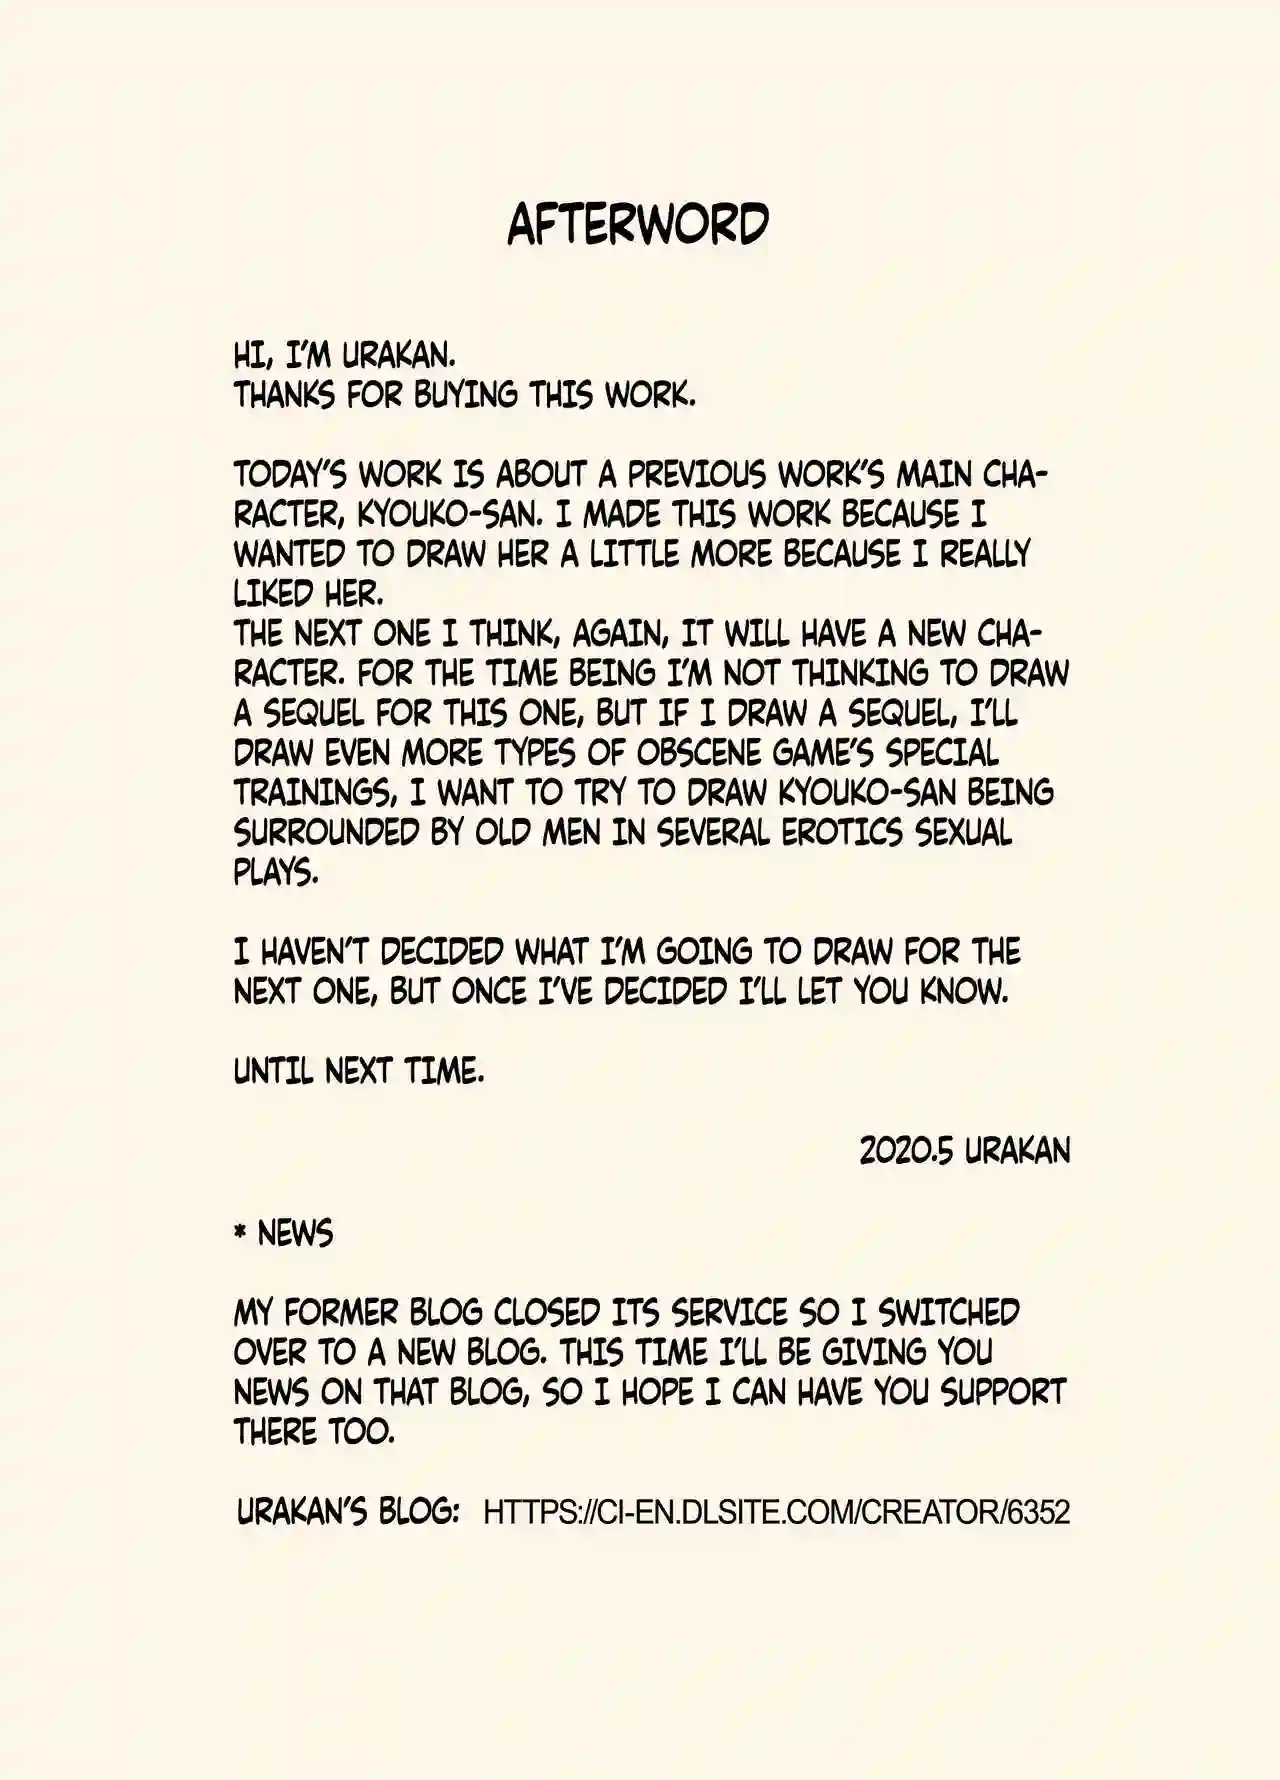 AFTERWORD
HI, I'M URAKAN.
THANKS FOR BUYING THIS WORK.
TODAY'S WORK IS ABOUT A PREVIOUS WORK'S MAIN CHA-
RACTER, KYOUKO-SAN. I MADE THIS WORK BECAUSE I
WANTED TO DRAW HER A LITTLE MORE BECAUSE I REALLY
LIKED HER.
THE NEXT ONE I THINK, AGAIN, IT WILL HAVE A NEW CHA-
RACTER. FOR THE TIME BEING I'M NOT THINKING TO DRAW
A SEQUEL FOR THIS ONE, BUT IF I DRAW A SEQUEL, I'LL
DRAW EVEN MORE TYPES OF OBSCENE GAME'S SPECIAL
TRAININGS, I WANT TO TRY TO DRAW KYOUKO-SAN BEING
SURROUNDED BY OLD MEN IN SEVERAL EROTICS SEXUAL
PLAYS.
I HAVEN'T DECIDED WHAT I'M GOING TO DRAW FOR THE
NEXT ONE, BUT ONCE I'VE DECIDED I'LL LET YOU KNOW.
UNTIL NEXT TIME.
2020.5 URAKAN
* NEWS
MY FORMER BLOG CLOSED ITS SERVICE SO I SWITCHED
OVER TO A NEW BLOG. THIS TIME I'LL BE GIVING YOU
NEWS ON THAT BLOG, SO I HOPE I CAN HAVE YOU SUPPORT
THERE TOO.
URAKAN'S BLOG: HTTPS://CI-EN.DLSITE.COM/CREATOR/6352